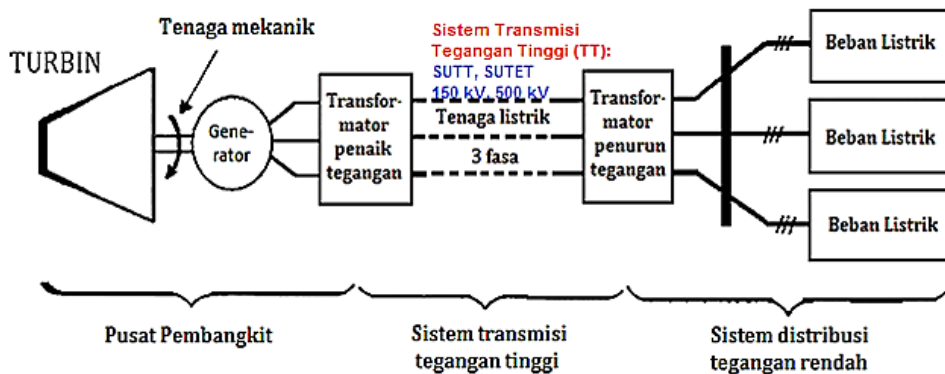 Tenaga mekanik
TURBIN
Gene-
rator
Transfor-
mator
penaik
tegangan
Sistem Transmisi
Tegangan Tinggi (TT):
SUTT, SUTET
150 kV, 500 kV
Tenaga listrik
3 fasa
Transfor-
mator
penurun
tegangan
Beban Listrik
Beban Listrik
Beban Listrik
Pusat Pembangkit
Sistem transmisi
tegangan tinggi
Sistem distribusi
tegangan rendah